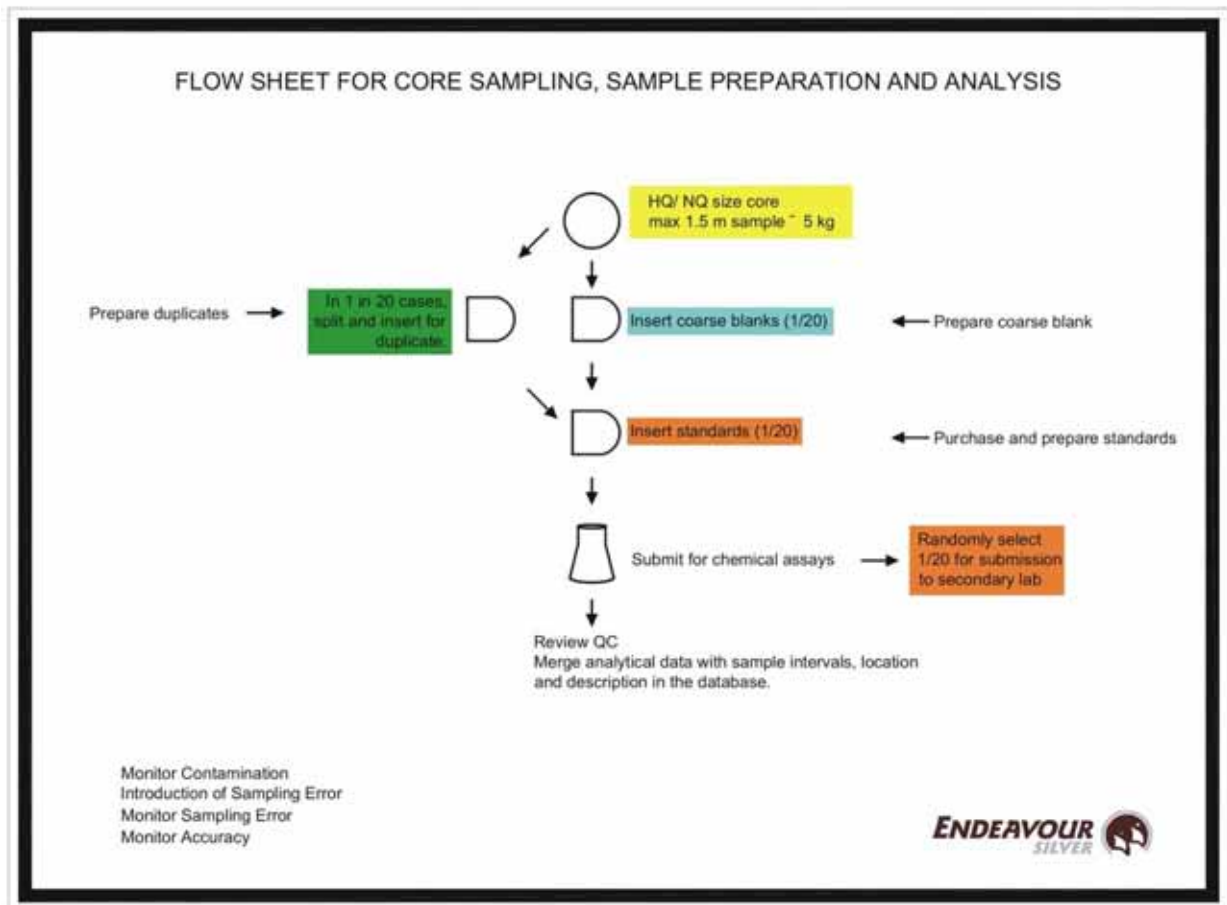 FLOW SHEET FOR CORE SAMPLING, SAMPLE PREPARATION AND ANALYSIS
HQ/ NQ size core
max 1.5 m sample ~ 5 kg
Prepare duplicates
In 1 in 20 cases,
split and insert for
duplicate.
Insert coarse blanks (1/20)
Prepare coarse blank
Insert standards (1/20)
Purchase and prepare standards
Submit for chemical assays
Randomly select
1/20 for submission
to secondary lab
Review QC
Merge analytical data with sample intervals, location
and description in the database.
Monitor Contamination
Introduction of Sampling Error
Monitor Sampling Error
Monitor Accuracy
ENDEAVOUR
SILVER